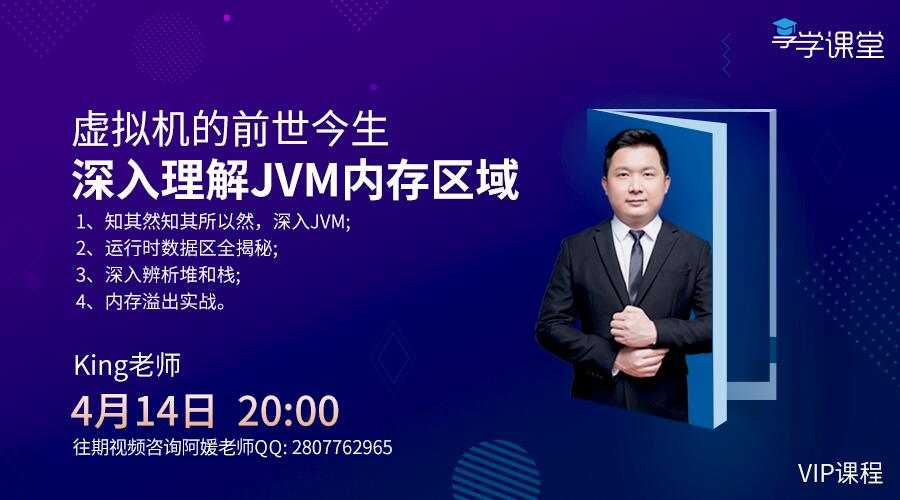 享学课堂
虚拟机的前世今生
深入理解JVM内存区域
1、知其然知其所以然，深入JVM;
2、运行时数据区全揭秘;
3、深入辨析堆和栈;
4、内存溢出实战。
King老师
4月14日 20:00
往期视频咨询阿媛老师QQ: 2807762965
VIP课程